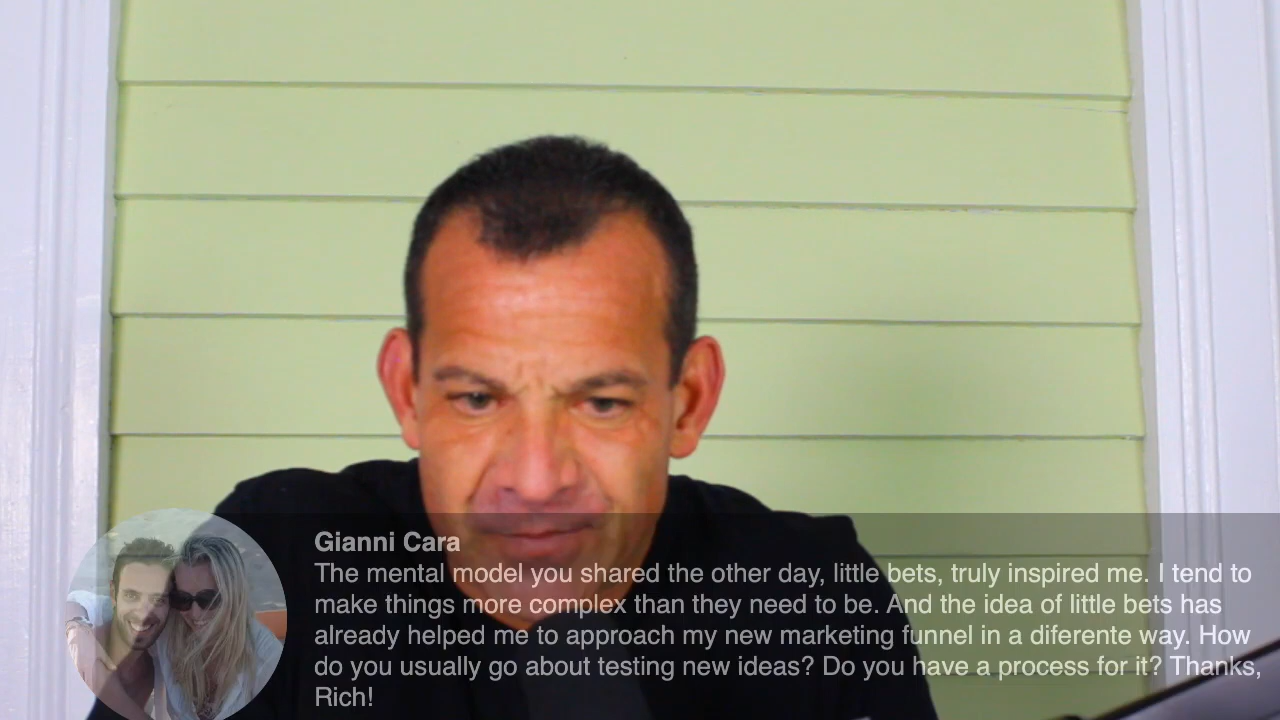 Gianni Cara
The mental model you shared the other day, little bets, truly inspired me. I tend to
make things more complex than they need to be. And the idea of little bets has
already helped me to approach my new marketing funnel in a diferente way. How
do you usually go about testing new ideas? Do you have a process for it? Thanks,
Rich!